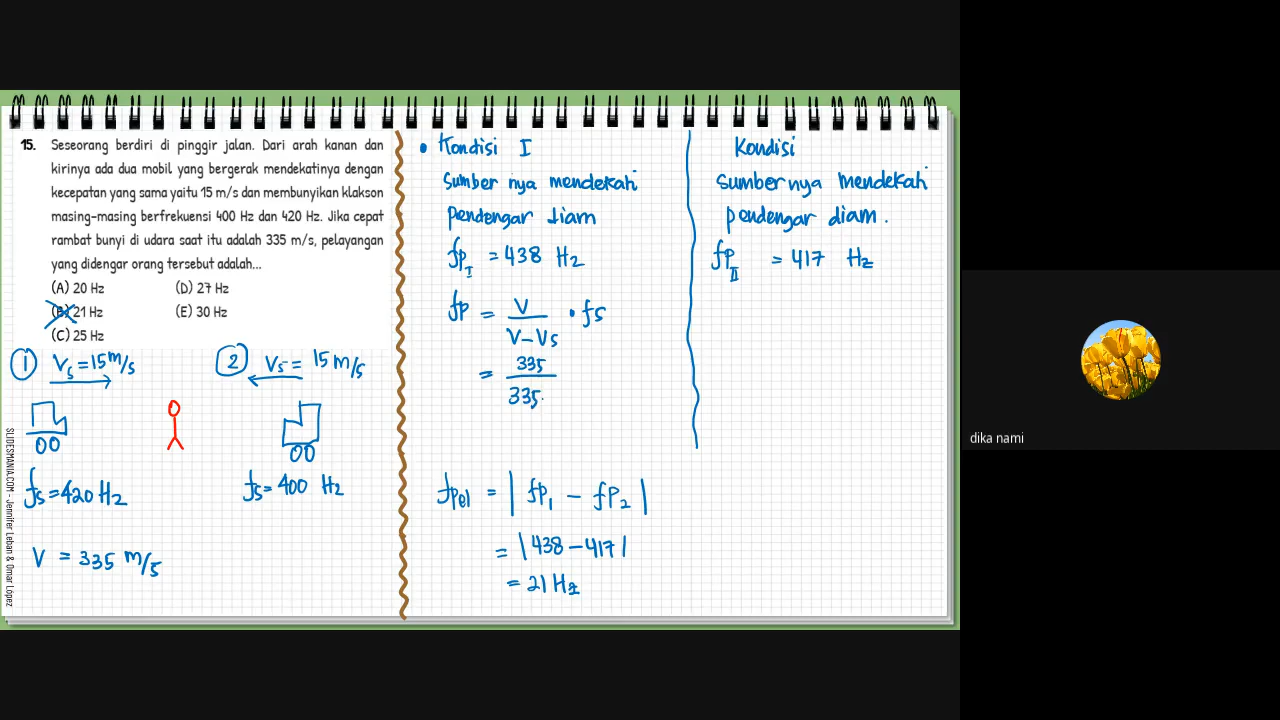 15. Seseorang berdiri di pinggir jalan. Dari arah kanan dan
kirinya ada dua mobil yang bergerak mendekatinya dengan
kecepatan yang sama yaitu 15 m/s dan membunyikan klakson
masing-masing berfrekuensi 400 Hz dan 420 Hz. Jika cepat
rambat bunyi di udara saat itu adalah 335 m/s, pelayangan
yang didengar orang tersebut adalah...
(A) 20 Hz (D) 27 Hz
(B) 21 Hz (E) 30 Hz
(C) 25 Hz
1 Vs = 15 m/s
2 Vs = 15 m/s
fs = 420 Hz
fs = 400 Hz
V = 335 m/s
• Kondisi I
Sumber nya mendekati
pendengar diam
fP_I = 438 Hz
fP = V / V - Vs • fs
= 335 / 335
fpel = | fP1 - fP2 |
= | 438 - 417 |
= 21 Hz
Kondisi
Sumber nya mendekati
pendengar diam.
fP_II = 417 Hz
SLIDESMANIA.COM - Jennifer Leban & Omar López
dika nami